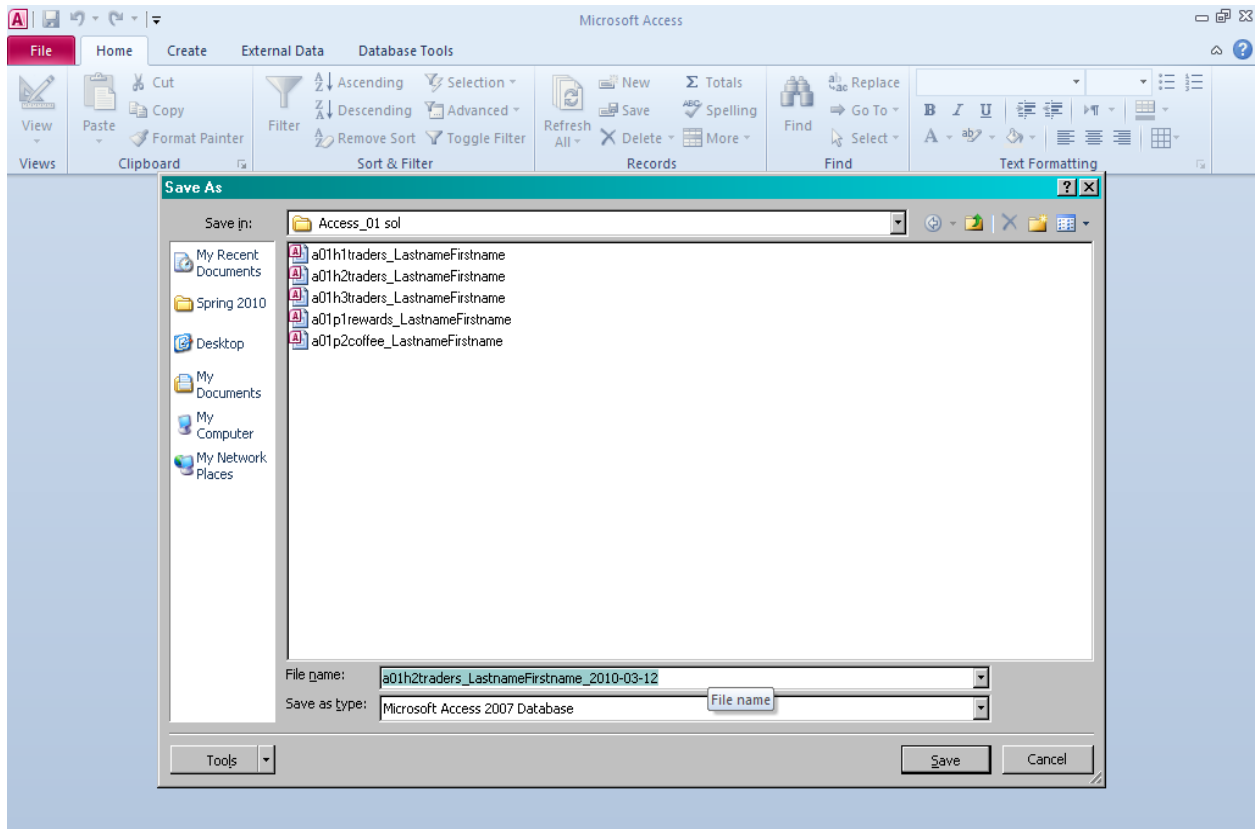 Microsoft Access
File Home Create External Data Database Tools
View
Views
Paste
Cut
Copy
Format Painter
Clipboard
Filter
Ascending
Descending
Remove Sort
Selection
Advanced
Toggle Filter
Sort & Filter
Refresh
All
New
Save
Delete
Totals
Spelling
More
Records
Find
Replace
Go To
Select
Find
B I U
A
Text Formatting
Save As
Save in: Access_01 sol
My Recent
Documents
Spring 2010
Desktop
My
Documents
My
Computer
My Network
Places
a01h1traders_LastnameFirstname
a01h2traders_LastnameFirstname
a01h3traders_LastnameFirstname
a01p1rewards_LastnameFirstname
a01p2coffee_LastnameFirstname
File name: a01h2traders_LastnameFirstname_2010-03-12
File name
Save as type: Microsoft Access 2007 Database
Tools Save Cancel